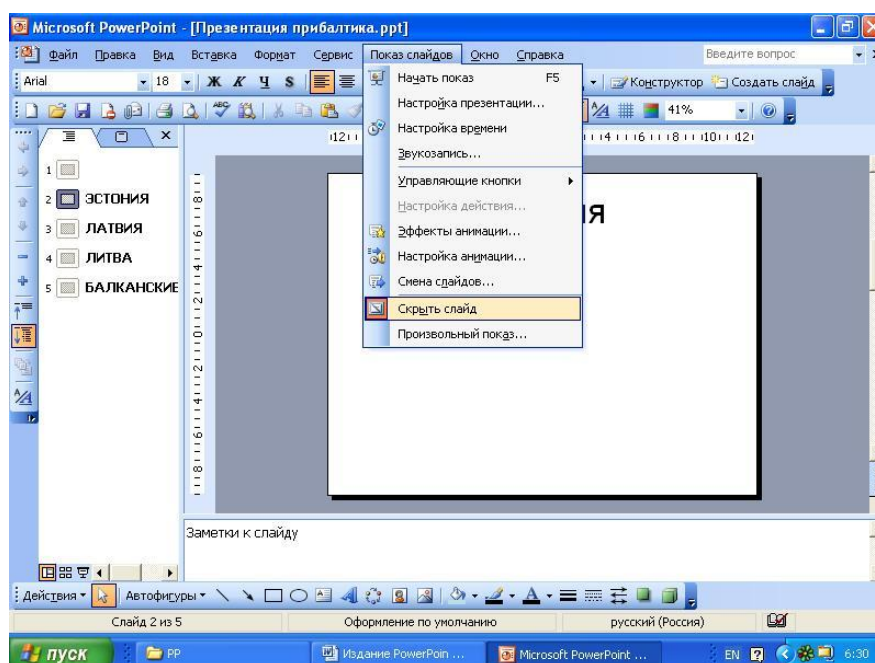 Microsoft PowerPoint - [Презентация прибалтика.ppt]
Файл Правка Вид Вставка Формат Сервис Показ слайдов Окно Справка Введите вопрос
Arial 18 Ж К Ч S Конструктор Создать слайд
41%
Начать показ F5
Настройка презентации...
Настройка времени
Звукозапись...
Управляющие кнопки
Настройка действия...
Эффекты анимации...
Настройка анимации...
Смена слайдов...
Скрыть слайд
Произвольный показ...
1
2 ЭСТОНИЯ
3 ЛАТВИЯ
4 ЛИТВА
5 БАЛКАНСКИЕ
ИЯ
Заметки к слайду
Действия Автофигуры
Слайд 2 из 5 Оформление по умолчанию русский (Россия)
пуск PP Издание PowerPoin ... Microsoft PowerPoint ... EN 6:30